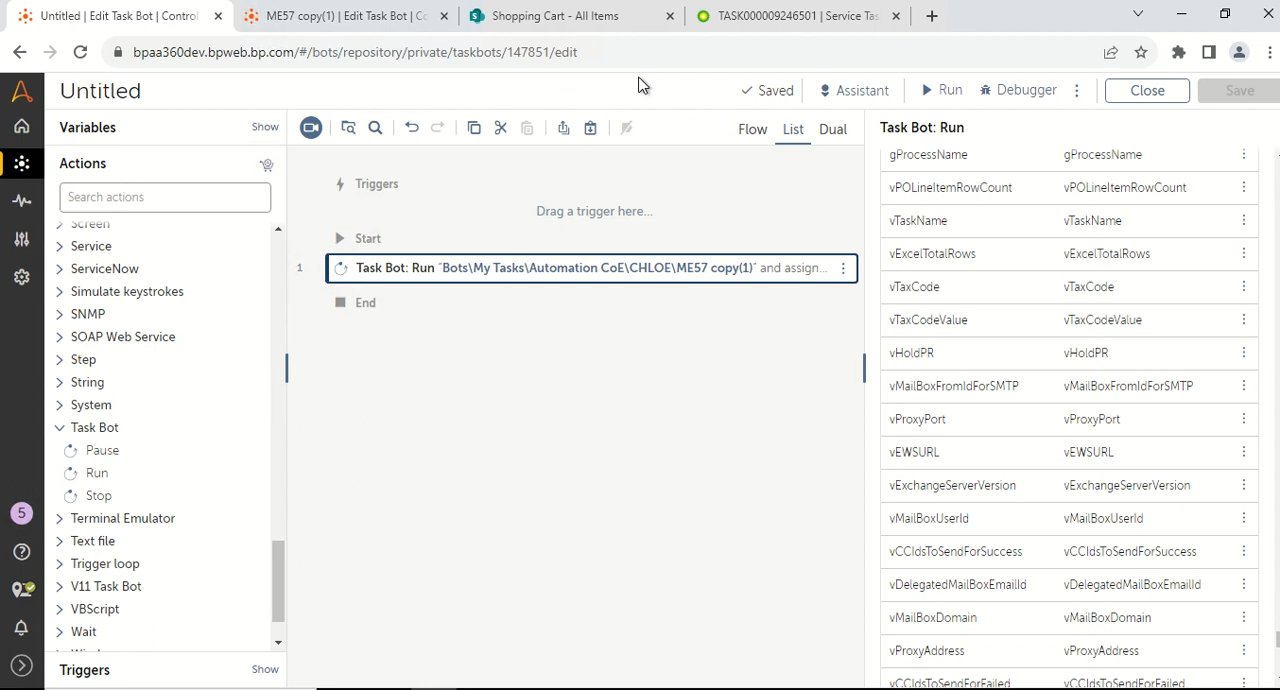 Untitled | Edit Task Bot | Control
ME57 copy(1) | Edit Task Bot | Co
Shopping Cart - All Items
TASK000009246501 | Service Tas
bpaa360dev.bpweb.bp.com/#/bots/repository/private/taskbots/147851/edit
Untitled
Saved
Assistant
Run
Debugger
Close
Save
Variables
Show
Flow
List
Dual
Task Bot: Run
Actions
Search actions
Screen
Service
ServiceNow
Simulate keystrokes
SNMP
SOAP Web Service
Step
String
System
Task Bot
Pause
Run
Stop
Terminal Emulator
Text file
Trigger loop
V11 Task Bot
VBScript
Wait
Triggers
Show
5
Triggers
Drag a trigger here...
Start
1 Task Bot: Run "Bots\My Tasks\Automation CoE\CHLOE\ME57 copy(1)" and assign...
End
gProcessName gProcessName
vPOLineItemRowCount vPOLineItemRowCount
vTaskName vTaskName
vExcelTotalRows vExcelTotalRows
vTaxCode vTaxCode
vTaxCodeValue vTaxCodeValue
vHoldPR vHoldPR
vMailBoxFromIdForSMTP vMailBoxFromIdForSMTP
vProxyPort vProxyPort
vEWSURL vEWSURL
vExchangeServerVersion vExchangeServerVersion
vMailBoxUserId vMailBoxUserId
vCCIdsToSendForSuccess vCCIdsToSendForSuccess
vDelegatedMailBoxEmailId vDelegatedMailBoxEmailId
vMailBoxDomain vMailBoxDomain
vProxyAddress vProxyAddress
vCCIdsToSendForFailed vCCIdsToSendForFailed